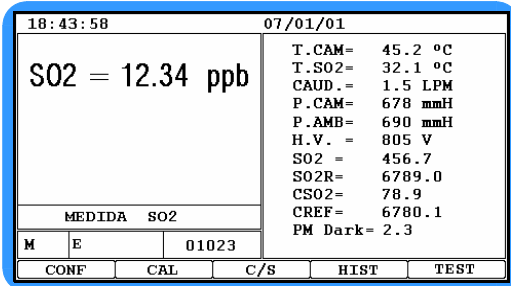 18:43:58 07/01/01
SO2 = 12.34 ppb
MEDIDA SO2
M E 01023
T.CAM= 45.2 ºC
T.SO2= 32.1 ºC
CAUD.= 1.5 LPM
P.CAM= 678 mmH
P.AMB= 690 mmH
H.V. = 805 V
SO2 = 456.7
SO2R= 6789.0
CSO2= 78.9
CREF= 6780.1
PM Dark= 2.3
CONF CAL C/S HIST TEST